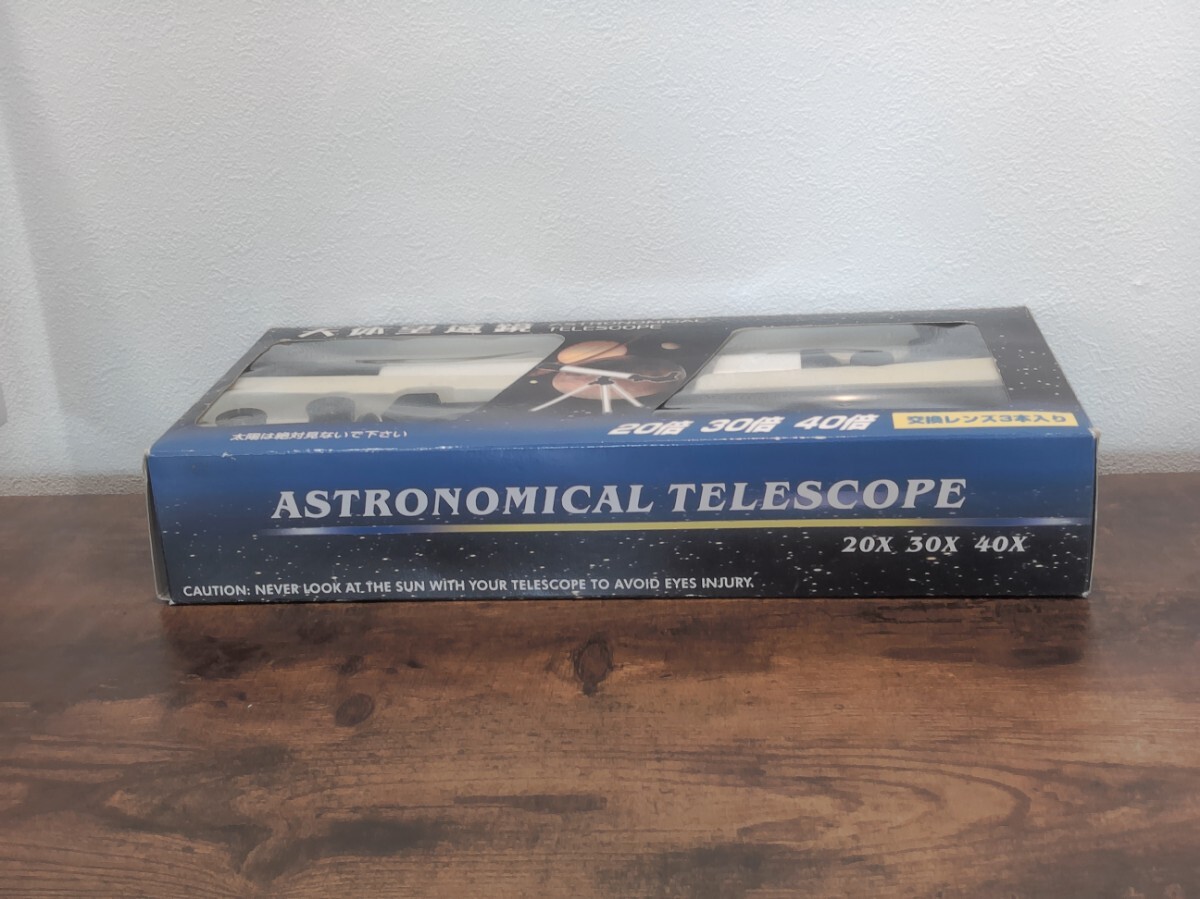 天体望遠鏡
ASTRONOMICAL
TELESCOPE
太陽は絶対見ないで下さい
20倍 30倍 40倍
交換レンズ3本入り
ASTRONOMICAL TELESCOPE
20X 30X 40X
CAUTION: NEVER LOOK AT THE SUN WITH YOUR TELESCOPE TO AVOID EYES INJURY.